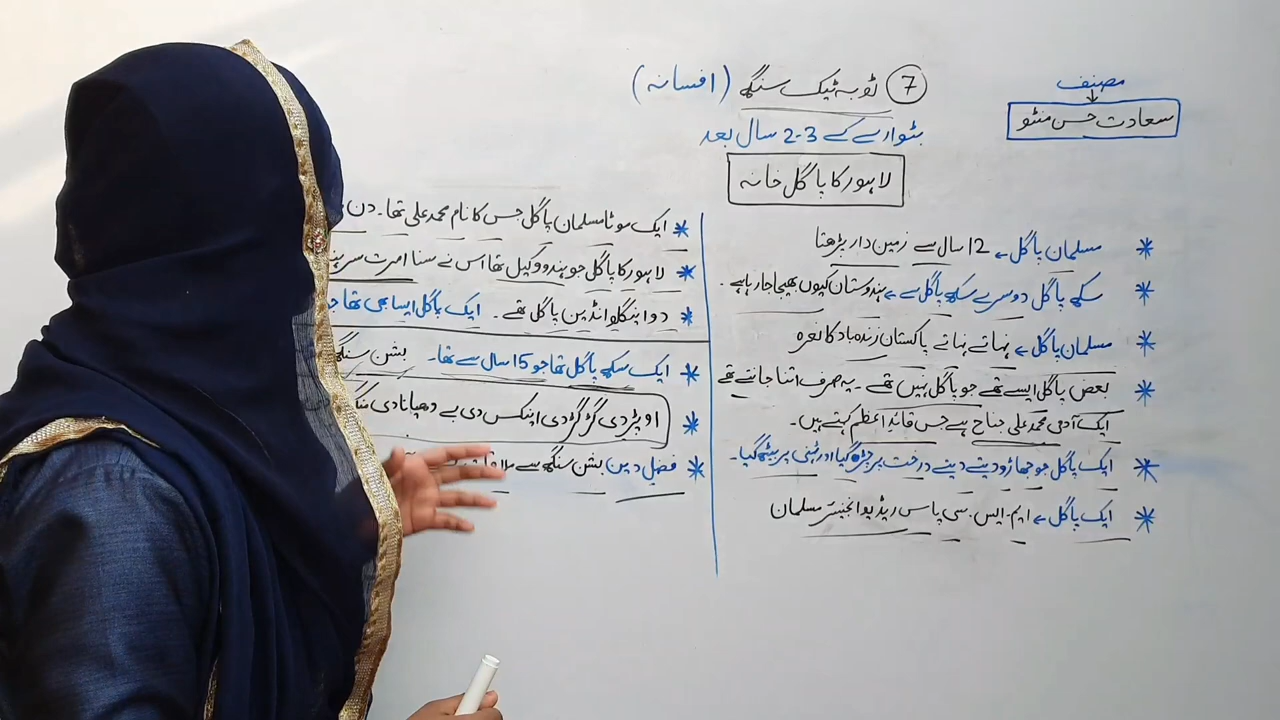 مصنف
سعادت حسن منٹو
7 ٹوبہ ٹیک سنگھ (افسانہ)
بٹوارے کے 3-2 سال بعد
لاہور کا پاگل خانہ
* مسلمان پاگل ← 12 سال سے زمین دار پڑھتا
* سکھ پاگل دوسرے سکھ پاگل سے ← ہندوستان کیوں بھیجا جا رہا ہے۔
* مسلمان پاگل ← نہاتے نہاتے پاکستان زندہ باد کا نعرہ
* بعض پاگل ایسے تھے جو پاگل نہیں تھے۔ یہ صرف اتنا جانتے تھے
ایک آدمی محمد علی جناح ہے جس قائد اعظم کہتے ہیں۔
* ایک پاگل جو جھاڑو دیتے دیتے درخت پر چڑھ گیا اور ٹہنی پر بیٹھ گیا۔
* ایک پاگل ← ایم۔ایس۔سی پاس ریڈیو انجینئر مسلمان
* ایک موٹا مسلمان پاگل جس کا نام محمد علی تھا۔ دن
* لاہور کا پاگل جو ہندو وکیل تھا اس نے سنا امرت سر
* دو اینگلو انڈین پاگل تھے۔ ایک پاگل ایسا بھی تھا
* ایک سکھ پاگل تھا جو 15 سال سے تھا۔ بشن سنگھ
* اوپڑ دی گڑ گڑ دی اینکس دی بے دھیانا دی
* فضل دین بشن سنگھ سے